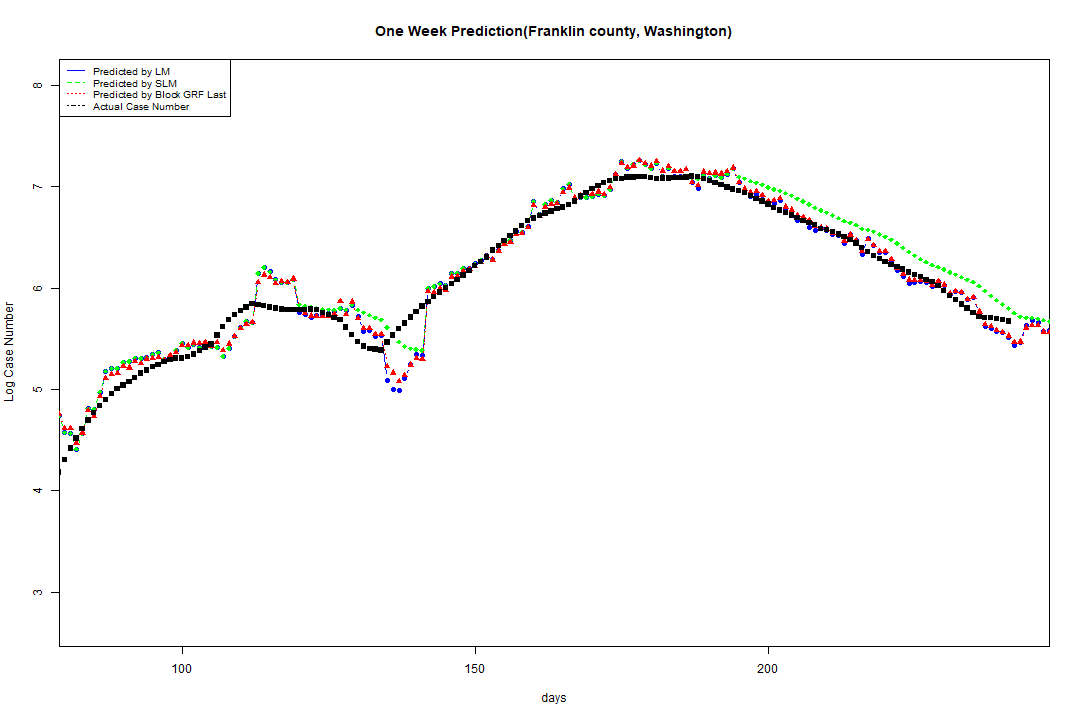 One Week Prediction(Franklin county, Washington)
Predicted by LM
Predicted by SLM
Predicted by Block GRF Last
Actual Case Number
8
7
6
5
4
3
Log Case Number
100
150
200
days